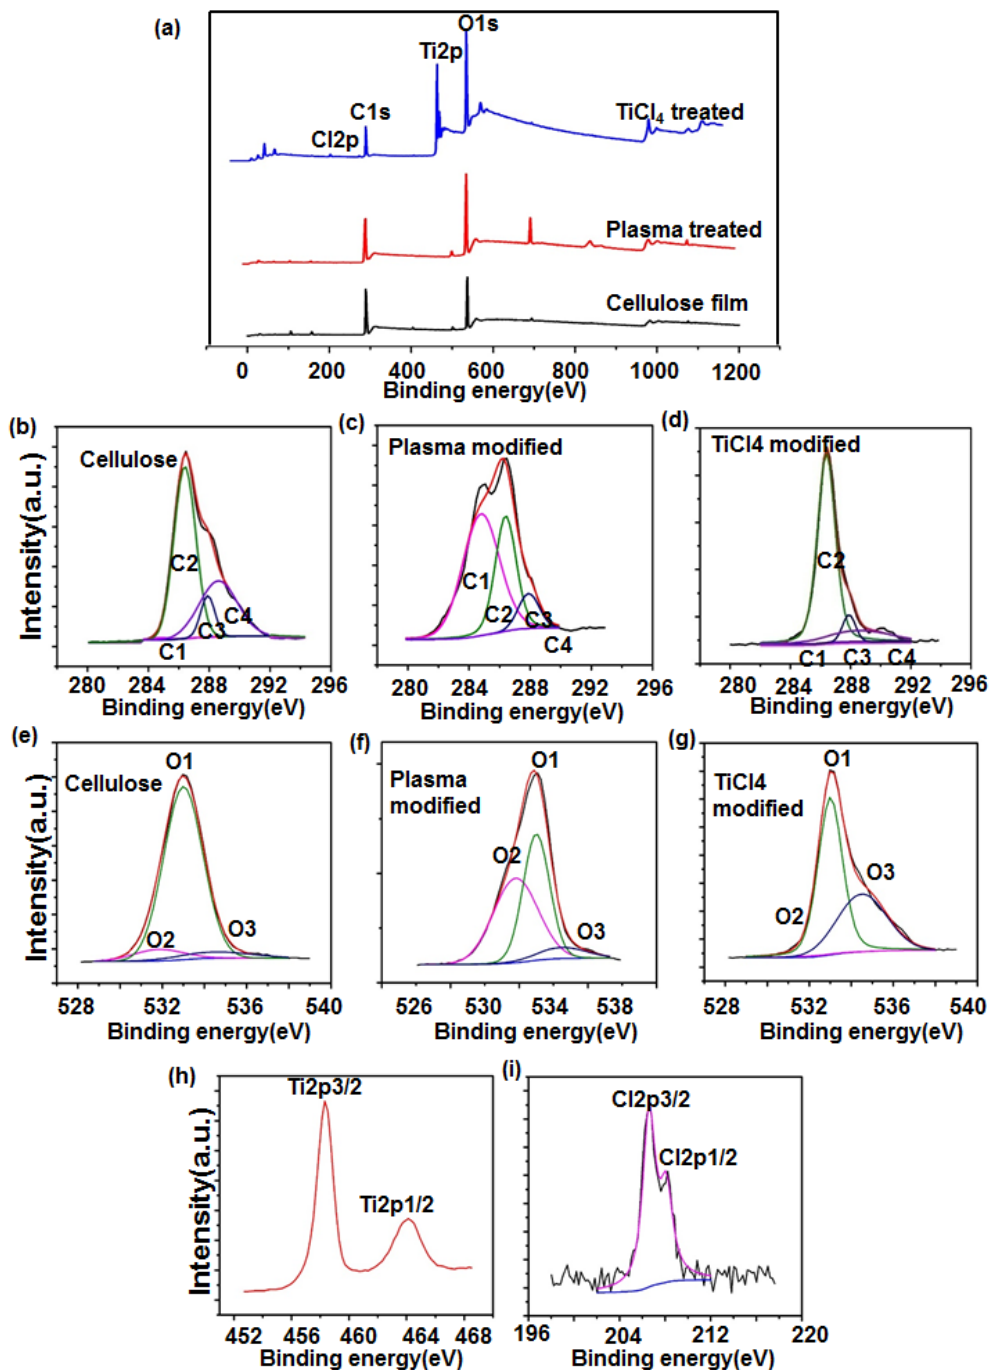 (a)
O1s
Ti2p
C1s
Cl2p
TiCl4 treated
Plasma treated
Cellulose film
0 200 400 600 800 1000 1200
Binding energy(eV)
(b)
Cellulose
C2
C4
C3
C1
Intensity(a.u.)
280 284 288 292 296
Binding energy(eV)
(c)
Plasma modified
C1
C2
C3
C4
280 284 288 292 296
Binding energy(eV)
(d)
TiCl4 modified
C2
C1
C3
C4
280 284 288 292 296
Binding energy(eV)
(e)
O1
Cellulose
O2
O3
Intensity(a.u.)
528 532 536 540
Binding energy(eV)
(f)
O1
Plasma
modified
O2
O3
526 530 534 538
Binding energy(eV)
(g)
O1
TiCl4
modified
O3
O2
528 532 536 540
Binding energy(eV)
(h)
Ti2p3/2
Ti2p1/2
Intensity(a.u.)
452 456 460 464 468
Binding energy(eV)
(i)
Cl2p3/2
Cl2p1/2
196 204 212 220
Binding energy(eV)